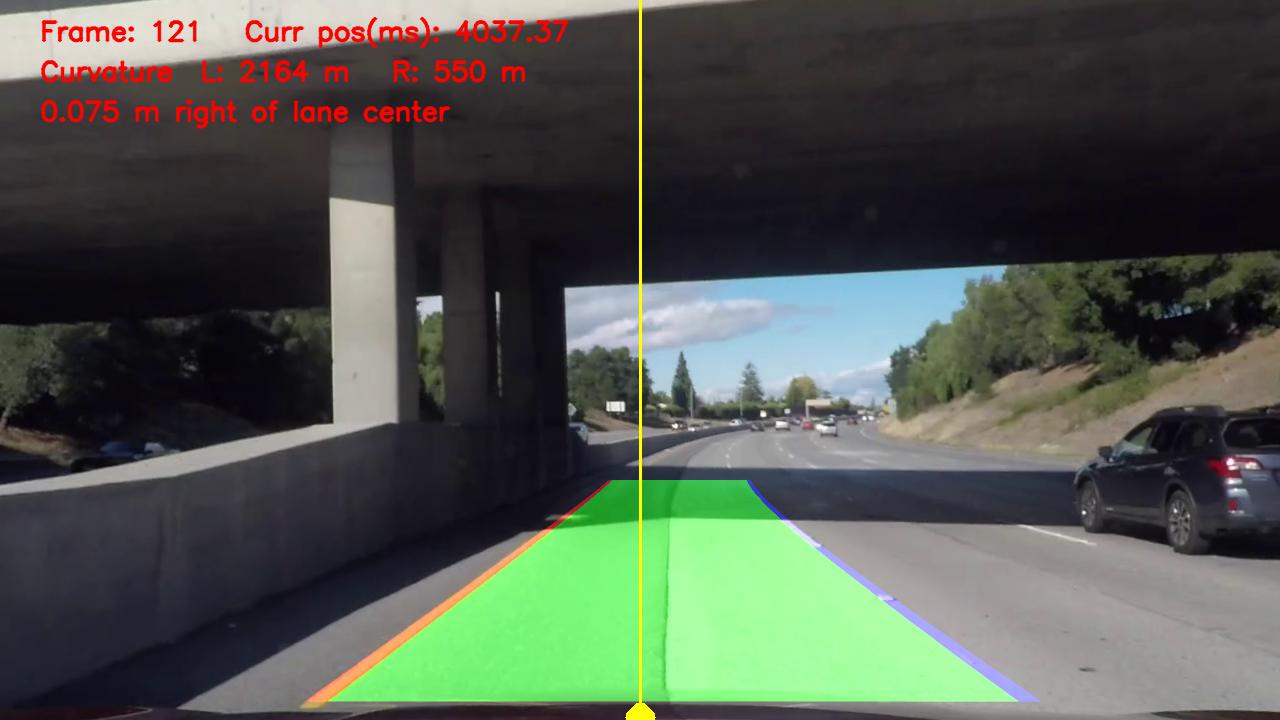 Frame: 121 Curr pos(ms): 4037.37
Curvature L: 2164 m R: 550 m
0.075 m right of lane center